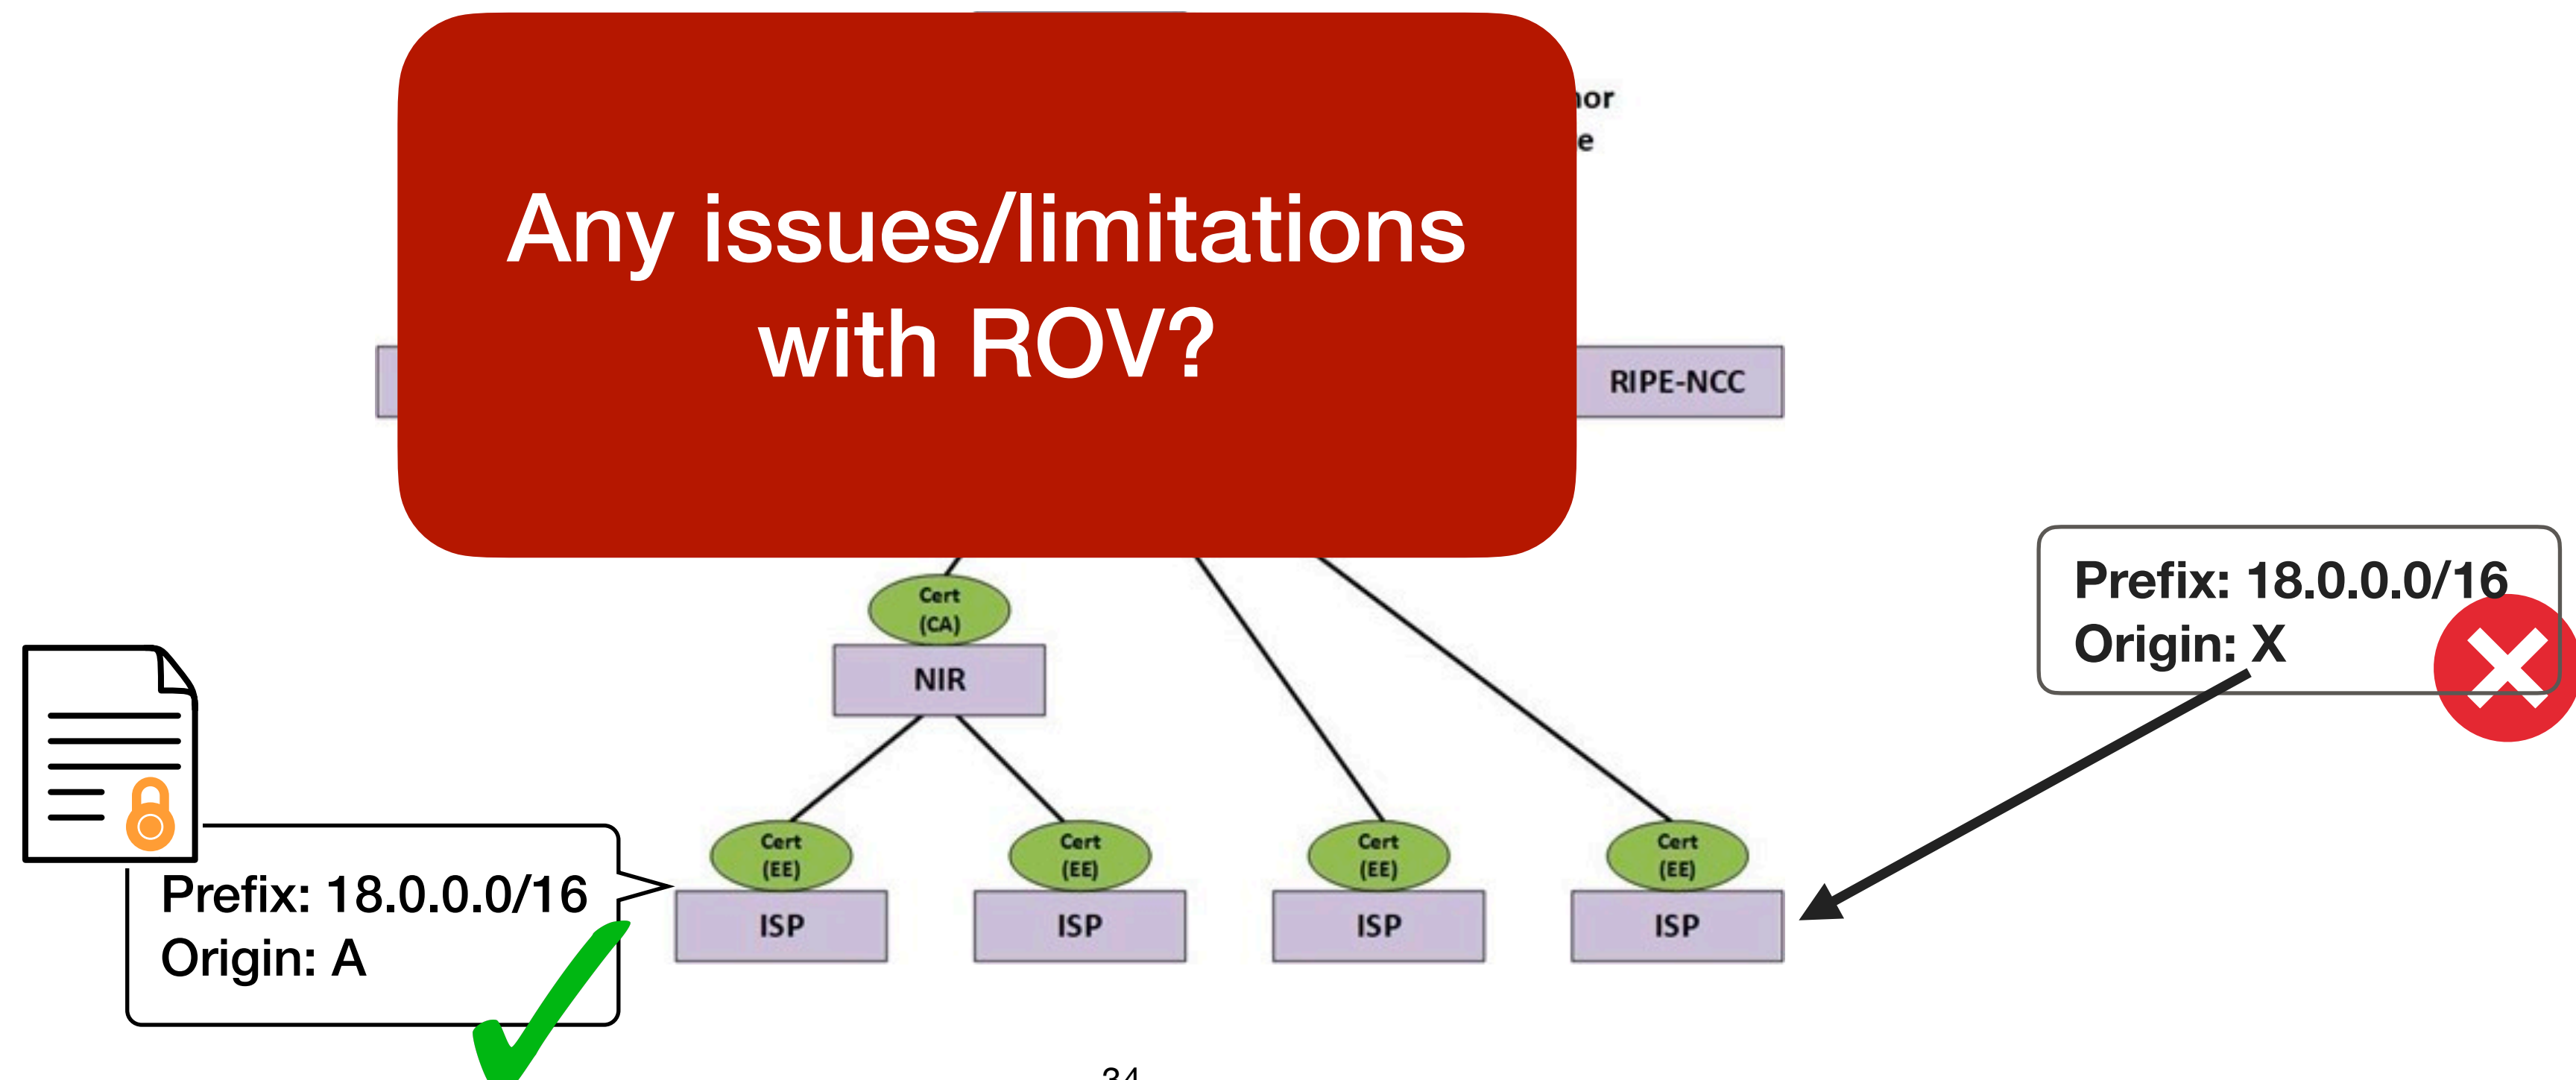 Any issues/limitations
with ROV?
RIPE-NCC
Prefix: 18.0.0.0/16
Origin: X
Cert
(CA)
NIR
Cert
(EE)
Cert
(EE)
Cert
(EE)
Cert
(EE)
Prefix: 18.0.0.0/16
Origin: A
ISP
ISP
ISP
ISP
34